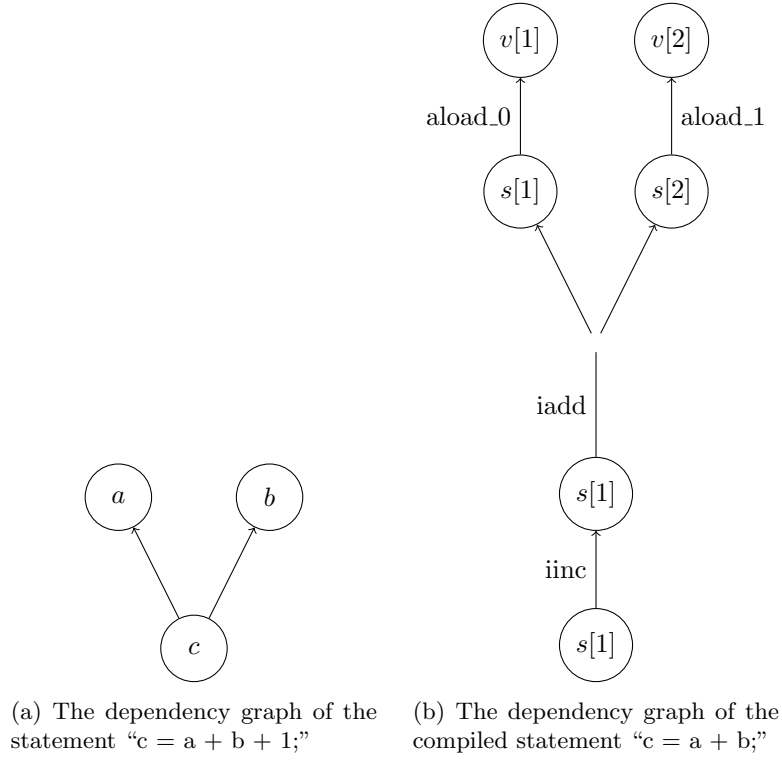 v[1]
v[2]
aload_0
aload_1
s[1]
s[2]
iadd
a
b
s[1]
iinc
c
s[1]
(a) The dependency graph of the
statement “c = a + b + 1;”
(b) The dependency graph of the
compiled statement “c = a + b;”